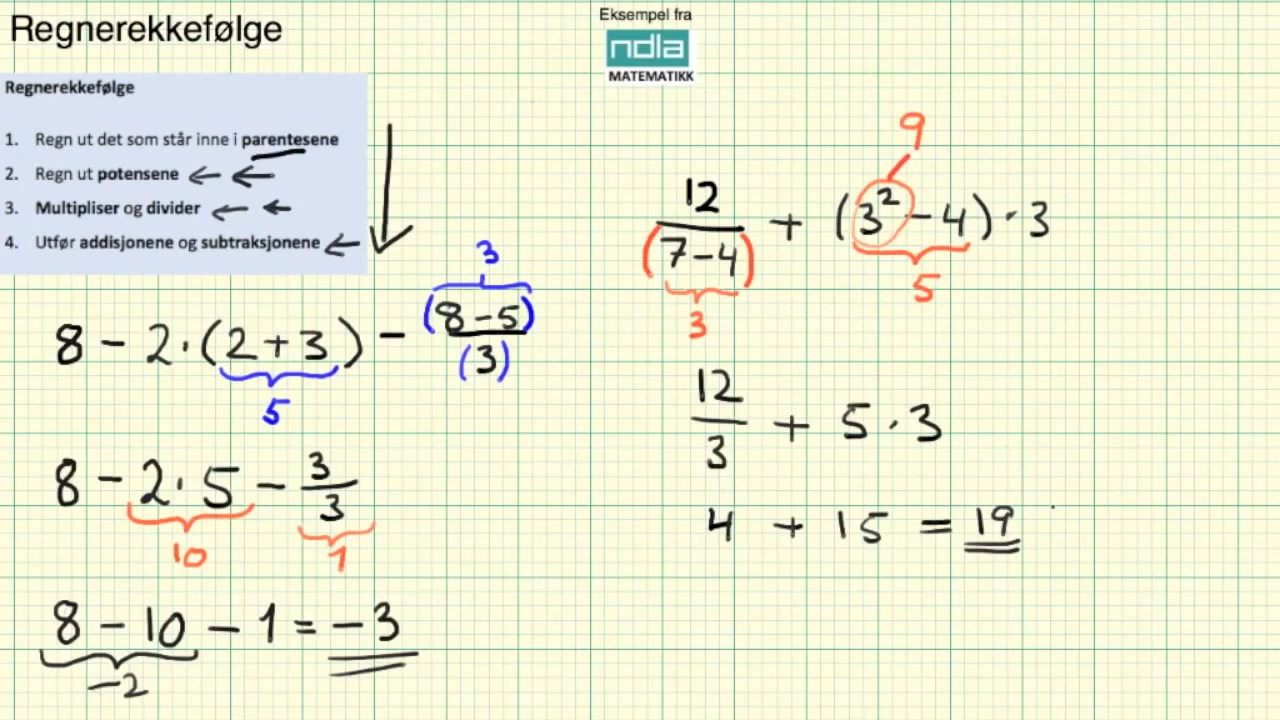 Regnerekkefølge
Eksempel fra
ndla
MATEMATIKK
Regnerekkefølge
1. Regn ut det som står inne i parentesene
2. Regn ut potensene ← ←
3. Multipliser og divider ← ←
4. Utfør addisjonene og subtraksjonene ←
3
(8-5)
8 - 2 · (2+3) -
(3)
5
3
8 - 2 · 5 -
3
10 1
8 - 10 - 1 = -3
-2
9
12
+ (3² - 4) · 3
(7-4)
5
3
12
+ 5 · 3
3
4 + 15 = 19